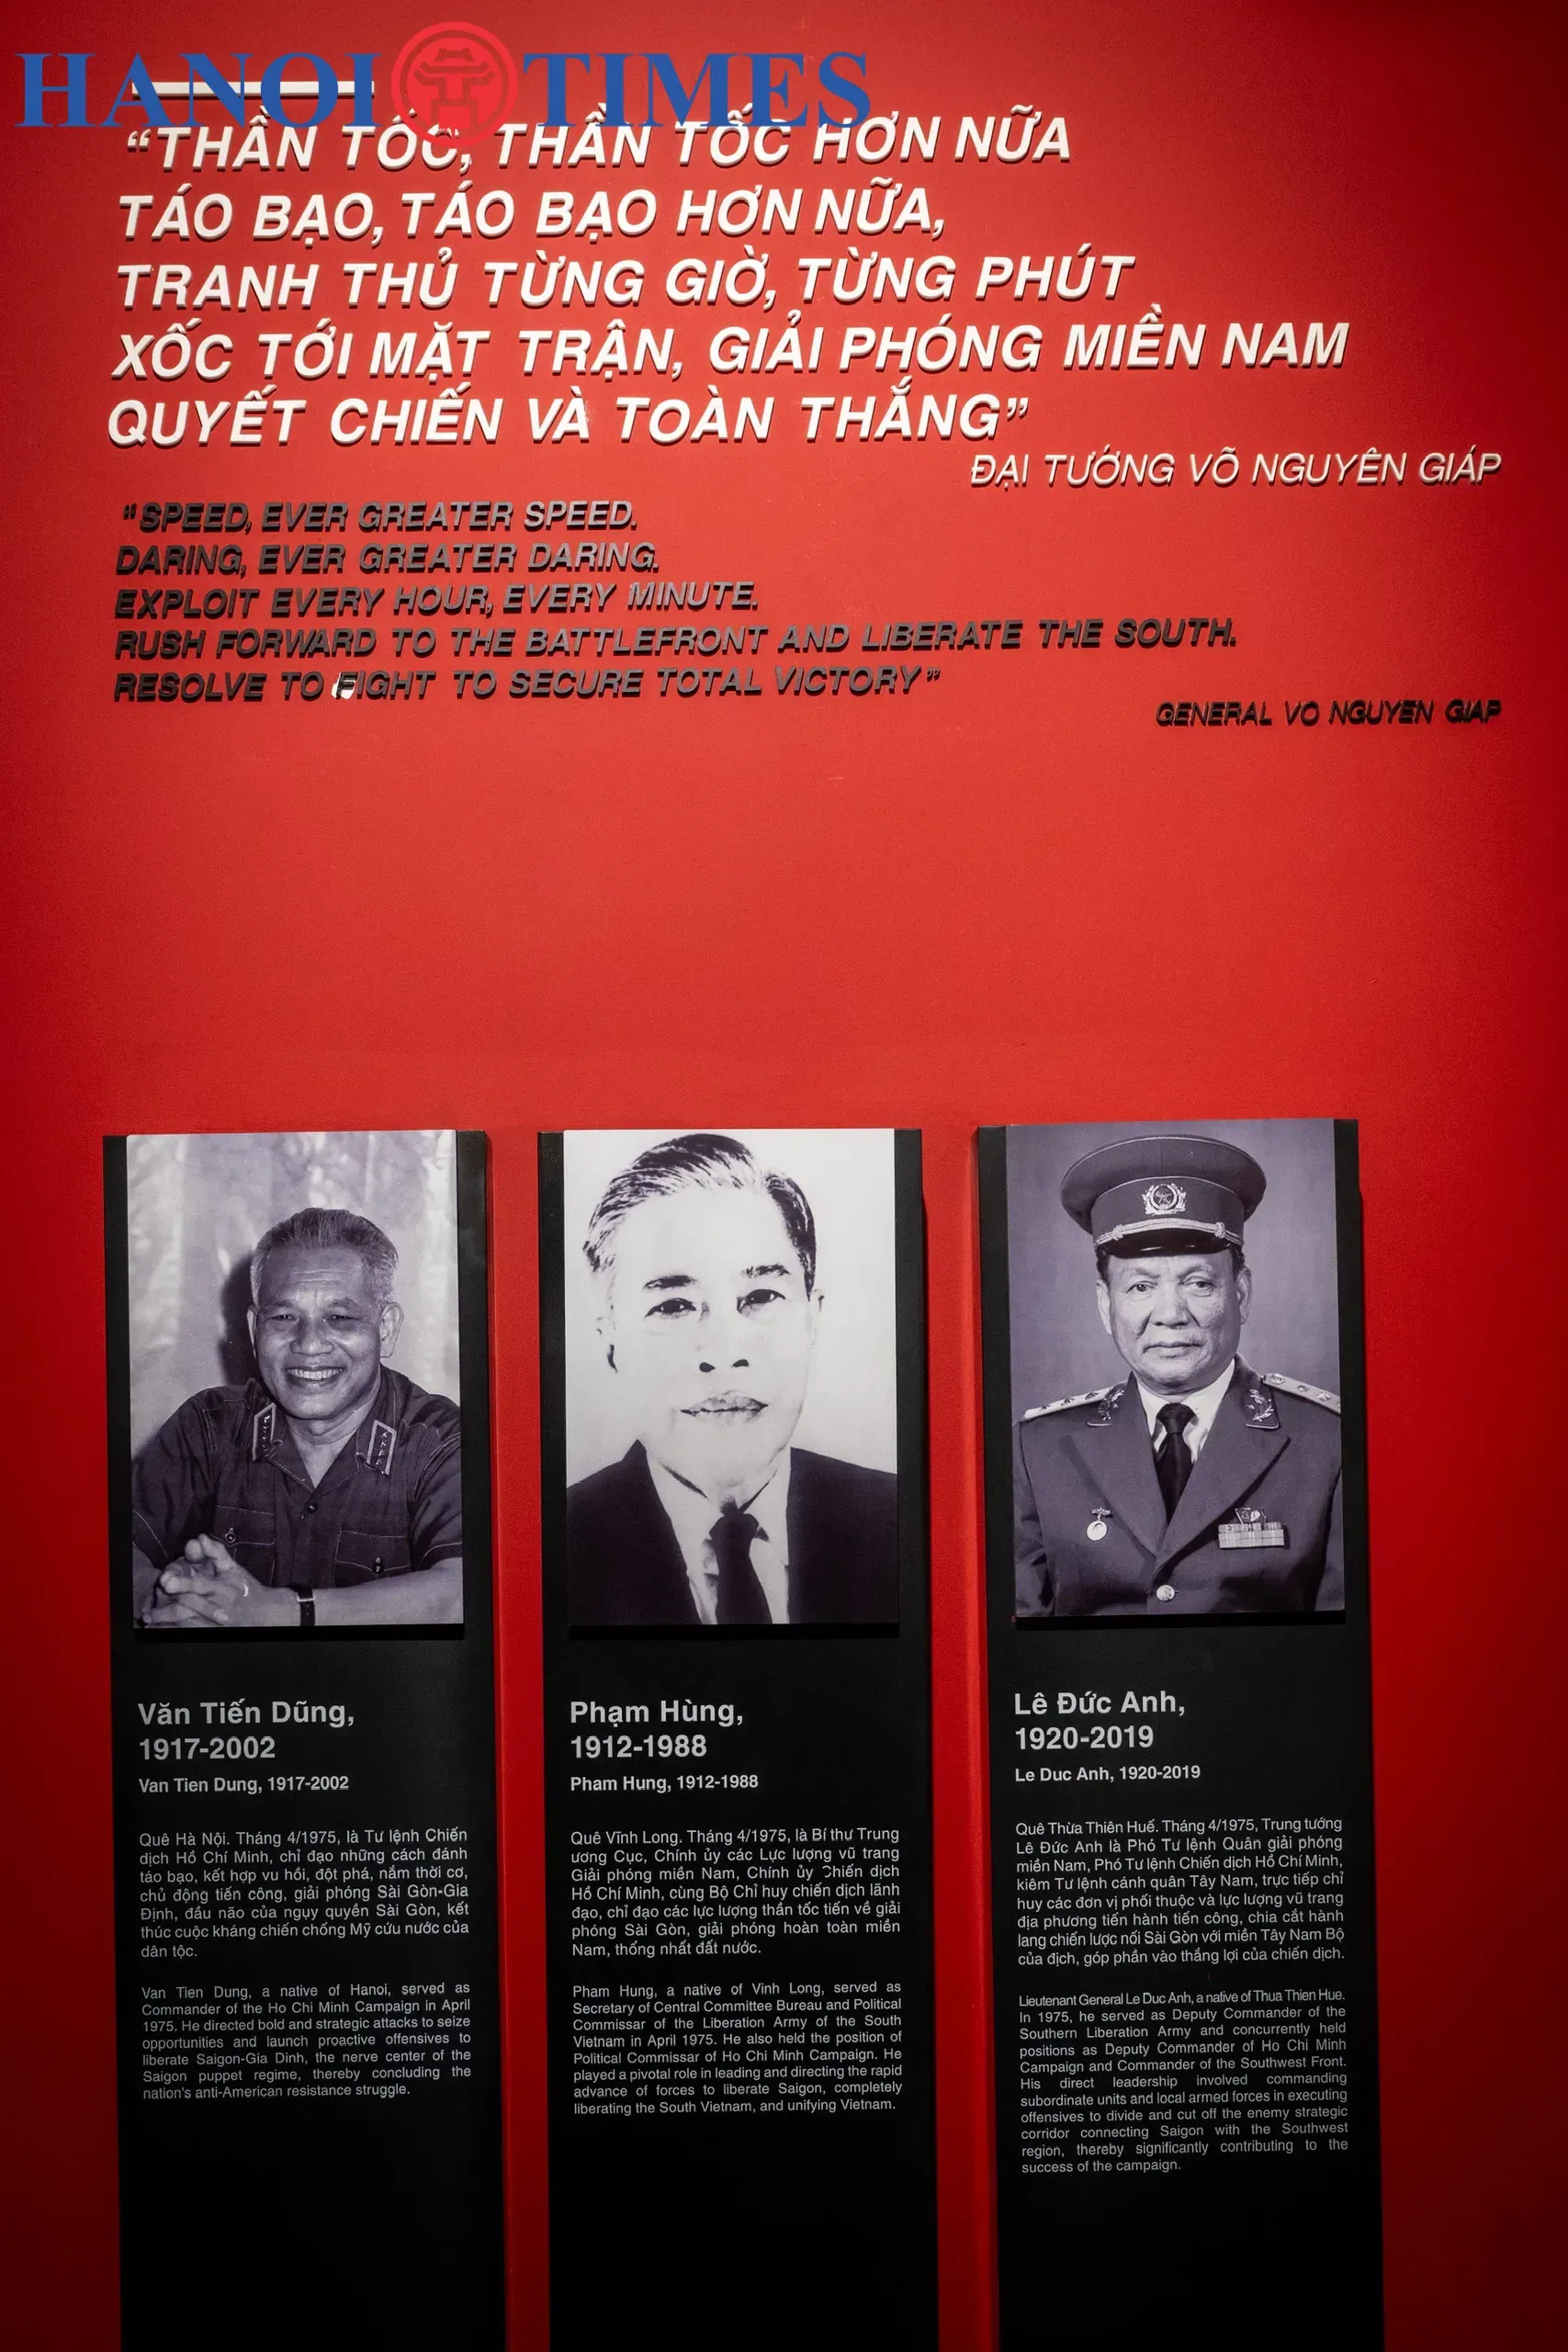 HANOI TIMES
“THẦN TỐC, THẦN TỐC HƠN NỮA
TÁO BẠO, TÁO BẠO HƠN NỮA,
TRANH THỦ TỪNG GIỜ, TỪNG PHÚT
XỐC TỚI MẶT TRẬN, GIẢI PHÓNG MIỀN NAM
QUYẾT CHIẾN VÀ TOÀN THẮNG”
ĐẠI TƯỚNG VÕ NGUYÊN GIÁP
“SPEED, EVER GREATER SPEED.
DARING, EVER GREATER DARING.
EXPLOIT EVERY HOUR, EVERY MINUTE.
RUSH FORWARD TO THE BATTLEFRONT AND LIBERATE THE SOUTH.
RESOLVE TO FIGHT TO SECURE TOTAL VICTORY”
GENERAL VO NGUYEN GIAP
Văn Tiến Dũng,
1917-2002
Van Tien Dung, 1917-2002
Quê Hà Nội. Tháng 4/1975, là Tư lệnh Chiến
dịch Hồ Chí Minh, chỉ đạo những cách đánh
táo bạo, kết hợp vu hồi, đột phá, nắm thời cơ,
chủ động tiến công, giải phóng Sài Gòn-Gia
Định, đầu não của ngụy quyền Sài Gòn, kết
thúc cuộc kháng chiến chống Mỹ cứu nước của
dân tộc.
Van Tien Dung, a native of Hanoi, served as
Commander of the Ho Chi Minh Campaign in April
1975. He directed bold and strategic attacks to seize
opportunities and launch proactive offensives to
liberate Saigon-Gia Dinh, the nerve center of the
Saigon puppet regime, thereby concluding the
nation's anti-American resistance struggle.
Phạm Hùng,
1912-1988
Pham Hung, 1912-1988
Quê Vĩnh Long. Tháng 4/1975, là Bí thư Trung
ương Cục, Chính ủy các Lực lượng vũ trang
Giải phóng miền Nam, Chính ủy Chiến dịch
Hồ Chí Minh, cùng Bộ Chỉ huy chiến dịch lãnh
đạo, chỉ đạo các lực lượng thần tốc tiến về giải
phóng Sài Gòn, giải phóng hoàn toàn miền
Nam, thống nhất đất nước.
Pham Hung, a native of Vinh Long, served as
Secretary of Central Committee Bureau and Political
Commissar of the Liberation Army of the South
Vietnam in April 1975. He also held the position of
Political Commissar of Ho Chi Minh Campaign. He
played a pivotal role in leading and directing the rapid
advance of forces to liberate Saigon, completely
liberating the South Vietnam, and unifying Vietnam.
Lê Đức Anh,
1920-2019
Le Duc Anh, 1920-2019
Quê Thừa Thiên Huế. Tháng 4/1975, Trung tướng
Lê Đức Anh là Phó Tư lệnh Quân giải phóng
miền Nam, Phó Tư lệnh Chiến dịch Hồ Chí Minh,
kiêm Tư lệnh cánh quân Tây Nam, trực tiếp chỉ
huy các đơn vị phối thuộc và lực lượng vũ trang
địa phương tiến hành tiến công, chia cắt hành
lang chiến lược nối Sài Gòn với miền Tây Nam Bộ
của địch, góp phần vào thắng lợi của chiến dịch.
Lieutenant General Le Duc Anh, a native of Thua Thien Hue.
In 1975, he served as Deputy Commander of the
Southern Liberation Army and concurrently held
positions as Deputy Commander of Ho Chi Minh
Campaign and Commander of the Southwest Front.
His direct leadership involved commanding
subordinate units and local armed forces in executing
offensives to divide and cut off the enemy strategic
corridor connecting Saigon with the Southwest
region, thereby significantly contributing to the
success of the campaign.